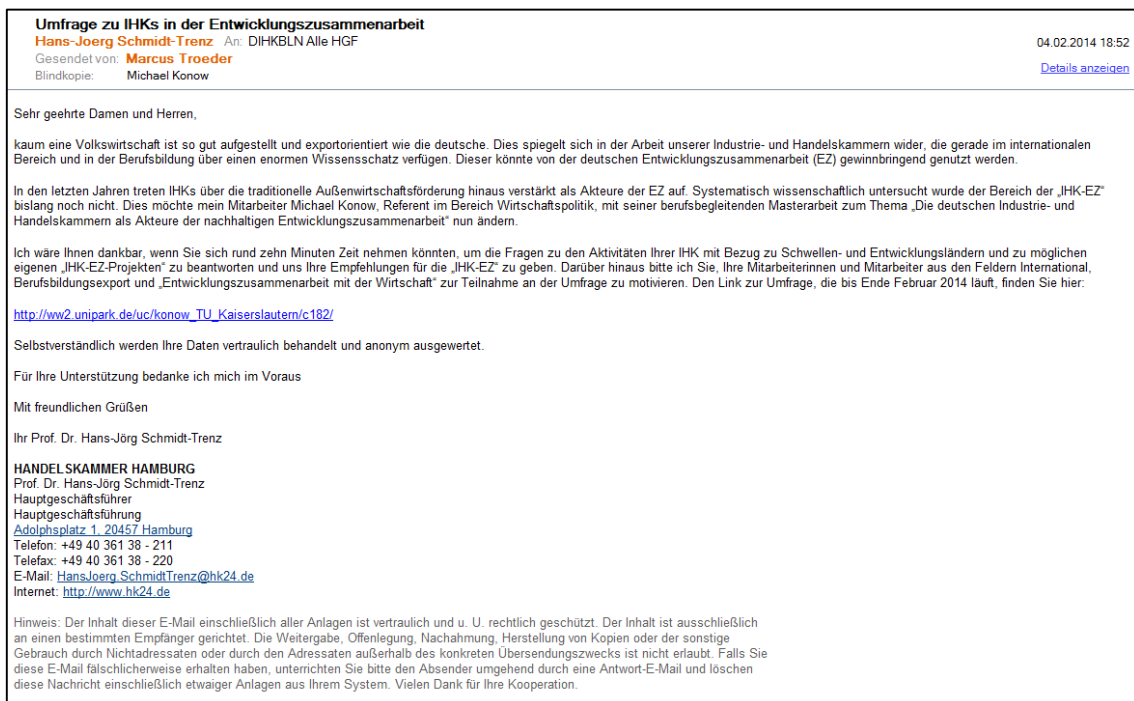 Umfrage zu IHKs in der Entwicklungszusammenarbeit
Hans-Joerg Schmidt-Trenz An: DIHKBLN Alle HGF
04.02.2014 18:52
Gesendet von: Marcus Troeder
Details anzeigen
Blindkopie: Michael Konow
Sehr geehrte Damen und Herren,
kaum eine Volkswirtschaft ist so gut aufgestellt und exportorientiert wie die deutsche. Dies spiegelt sich in der Arbeit unserer Industrie- und Handelskammern wider, die gerade im internationalen
Bereich und in der Berufsbildung über einen enormen Wissensschatz verfügen. Dieser könnte von der deutschen Entwicklungszusammenarbeit (EZ) gewinnbringend genutzt werden.
In den letzten Jahren treten IHKs über die traditionelle Außenwirtschaftsförderung hinaus verstärkt als Akteure der EZ auf. Systematisch wissenschaftlich untersucht wurde der Bereich der „IHK-EZ"
bislang noch nicht. Dies möchte mein Mitarbeiter Michael Konow, Referent im Bereich Wirtschaftspolitik, mit seiner berufsbegleitenden Masterarbeit zum Thema „Die deutschen Industrie- und
Handelskammern als Akteure der nachhaltigen Entwicklungszusammenarbeit" nun ändern.
Ich wäre Ihnen dankbar, wenn Sie sich rund zehn Minuten Zeit nehmen könnten, um die Fragen zu den Aktivitäten Ihrer IHK mit Bezug zu Schwellen- und Entwicklungsländern und zu möglichen
eigenen „IHK-EZ-Projekten" zu beantworten und uns Ihre Empfehlungen für die „IHK-EZ" zu geben. Darüber hinaus bitte ich Sie, Ihre Mitarbeiterinnen und Mitarbeiter aus den Feldern International,
Berufsbildungsexport und „Entwicklungszusammenarbeit mit der Wirtschaft" zur Teilnahme an der Umfrage zu motivieren. Den Link zur Umfrage, die bis Ende Februar 2014 läuft, finden Sie hier:
http://ww2.unipark.de/uc/konow_TU_Kaiserslautern/c182/
Selbstverständlich werden Ihre Daten vertraulich behandelt und anonym ausgewertet.
Für Ihre Unterstützung bedanke ich mich im Voraus
Mit freundlichen Grüßen
Ihr Prof. Dr. Hans-Jörg Schmidt-Trenz
HANDELSKAMMER HAMBURG
Prof. Dr. Hans-Jörg Schmidt-Trenz
Hauptgeschäftsführer
Hauptgeschäftsführung
Adolphsplatz 1, 20457 Hamburg
Telefon: +49 40 361 38 - 211
Telefax: +49 40 361 38 - 220
E-Mail: HansJoerg.SchmidtTrenz@hk24.de
Internet: http://www.hk24.de
Hinweis: Der Inhalt dieser E-Mail einschließlich aller Anlagen ist vertraulich und u. U. rechtlich geschützt. Der Inhalt ist ausschließlich
an einen bestimmten Empfänger gerichtet. Die Weitergabe, Offenlegung, Nachahmung, Herstellung von Kopien oder der sonstige
Gebrauch durch Nichtadressaten oder durch den Adressaten außerhalb des konkreten Übersendungszwecks ist nicht erlaubt. Falls Sie
diese E-Mail fälschlicherweise erhalten haben, unterrichten Sie bitte den Absender umgehend durch eine Antwort-E-Mail und löschen
diese Nachricht einschließlich etwaiger Anlagen aus Ihrem System. Vielen Dank für Ihre Kooperation.